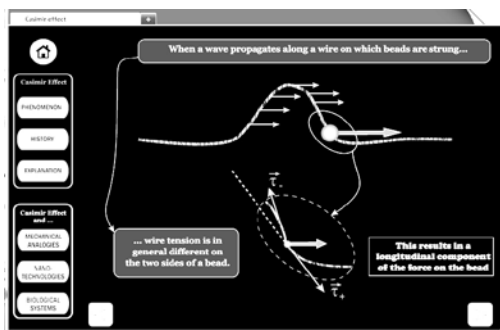 Casimir effect
When a wave propagates along a wire on which beads are strung...
Casimir Effect
PHENOMENON
HISTORY
EXPLANATION
Casimir Effect
and ...
MECHANICAL
ANALOGIES
NANO-
TECHNOLOGIES
BIOLOGICAL
SYSTEMS
τ-
... wire tension is in
general different on
the two sides of a bead.
τ+
This results in a
longitudinal component
of the force on the bead